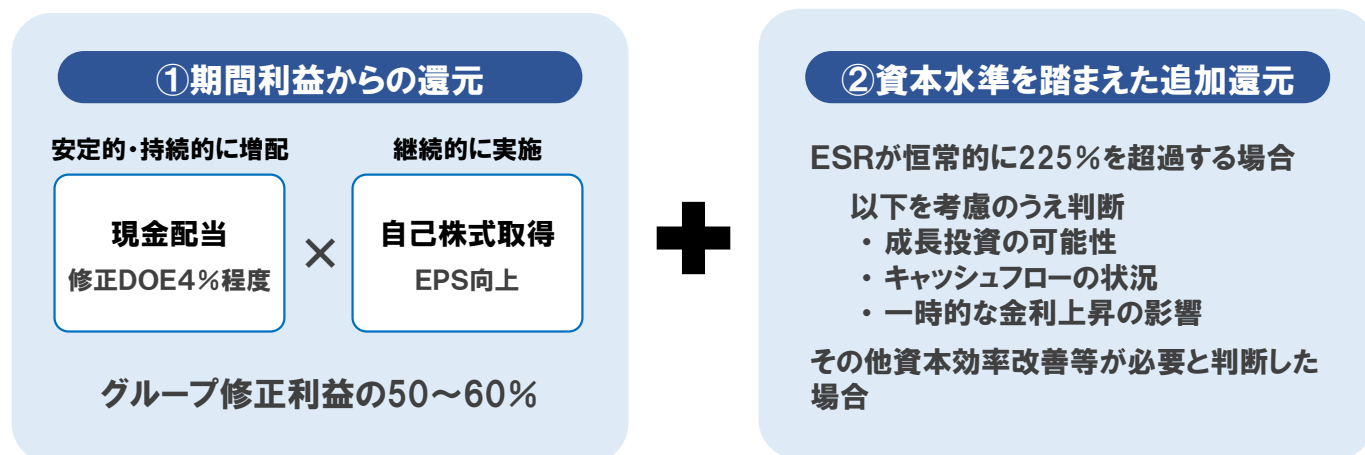 ①期間利益からの還元
安定的・持続的に増配
継続的に実施
現金配当
修正DOE4%程度
×
自己株式取得
EPS向上
グループ修正利益の50～60%
+
②資本水準を踏まえた追加還元
ESRが恒常的に225%を超過する場合
以下を考慮のうえ判断
・ 成長投資の可能性
・ キャッシュフローの状況
・ 一時的な金利上昇の影響
その他資本効率改善等が必要と判断した
場合